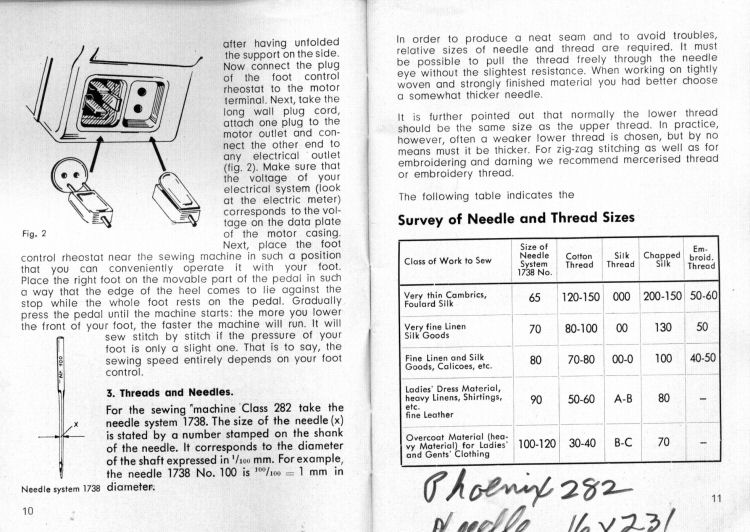 after having unfolded
the support on the side.
Now connect the plug
of the foot control
rheostat to the motor
terminal. Next, take the
long wall plug cord,
attach one plug to the
motor outlet and con-
nect the other end to
any electrical outlet
(fig. 2). Make sure that
the voltage of your
electrical system (look
at the electric meter)
corresponds to the vol-
tage on the data plate
of the motor casing.
Fig. 2
Next, place the foot
control rheostat near the sewing machine in such a position
that you can conveniently operate it with your foot.
Place the right foot on the movable part of the pedal in such
a way that the edge of the heel comes to lie against the
stop while the whole foot rests on the pedal. Gradually
press the pedal until the machine starts: the more you lower
the front of your foot, the faster the machine will run. It will
sew stitch by stitch if the pressure of your
foot is only a slight one. That is to say, the
sewing speed entirely depends on your foot
control.
3. Threads and Needles.
For the sewing machine Class 282 take the
needle system 1738. The size of the needle (x)
is stated by a number stamped on the shank
of the needle. It corresponds to the diameter
of the shaft expressed in 1/100 mm. For example,
the needle 1738 No. 100 is 100/100 = 1 mm in
diameter.
100
x
Needle system 1738
10
In order to produce a neat seam and to avoid troubles,
relative sizes of needle and thread are required. It must
be possible to pull the thread freely through the needle
eye without the slightest resistance. When working on tightly
woven and strongly finished material you had better choose
a somewhat thicker needle.
It is further pointed out that normally the lower thread
should be the same size as the upper thread. In practice,
however, often a weaker lower thread is chosen, but by no
means must it be thicker. For zig-zag stitching as well as for
embroidering and darning we recommend mercerised thread
or embroidery thread.
The following table indicates the
Survey of Needle and Thread Sizes
Class of Work to Sew
Size of
Needle
System
1738 No.
Cotton
Thread
Silk
Thread
Chapped
Silk
Em-
broid.
Thread
Very thin Cambrics,
Foulard Silk
65 120-150 000 200-150 50-60
Very fine Linen
Silk Goods
70 80-100 00 130 50
Fine Linen and Silk
Goods, Calicoes, etc.
80 70-80 00-0 100 40-50
Ladies' Dress Material,
heavy Linens, Shirtings,
etc.
fine Leather
90 50-60 A-B 80 –
Overcoat Material (hea-
vy Material) for Ladies'
and Gents' Clothing
100-120 30-40 B-C 70 –
Phoenix 282
Needle 16x231
11